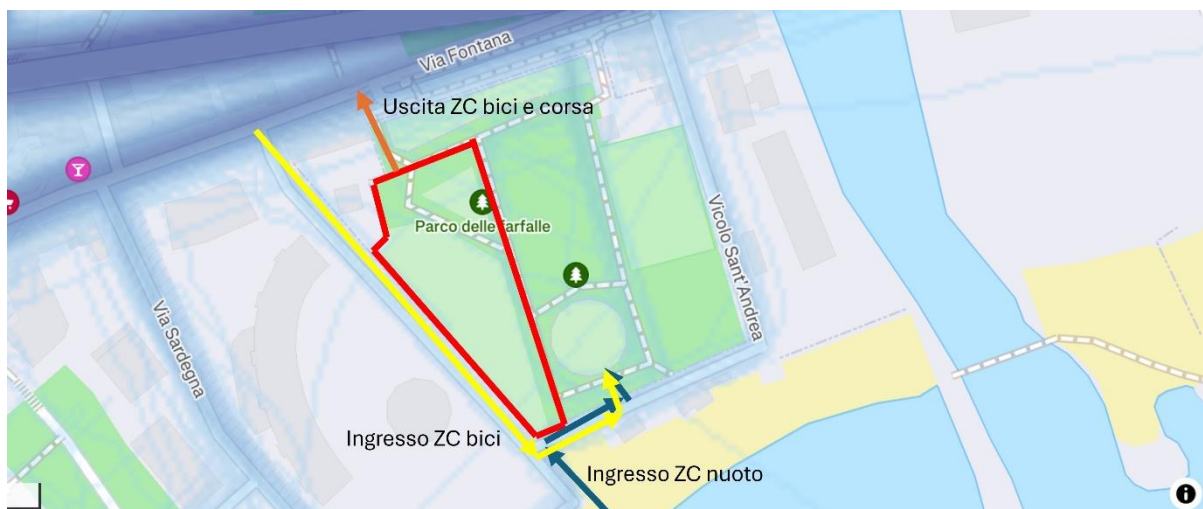 Via Fontana
Uscita ZC bici e corsa
Parco delle farfalle
Vicolo Sant'Andrea
Via Sardegna
Ingresso ZC bici
Ingresso ZC nuoto